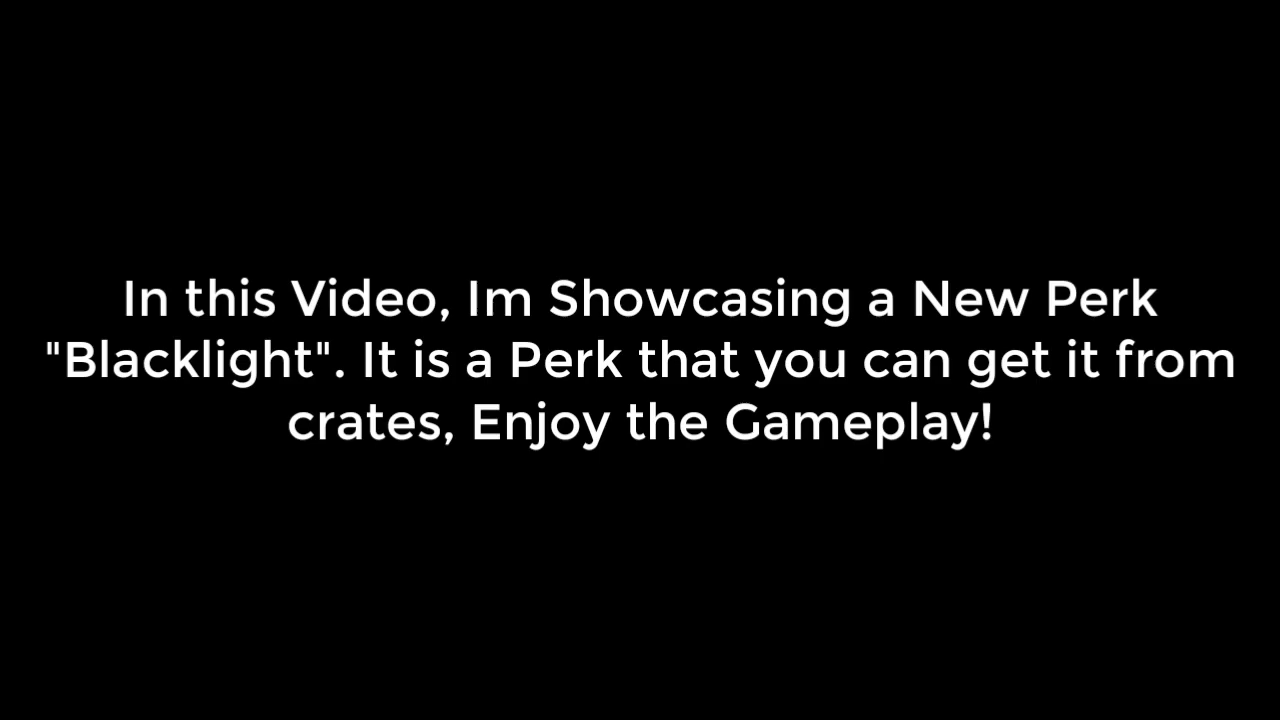 In this Video, Im Showcasing a New Perk
"Blacklight". It is a Perk that you can get it from
crates, Enjoy the Gameplay!